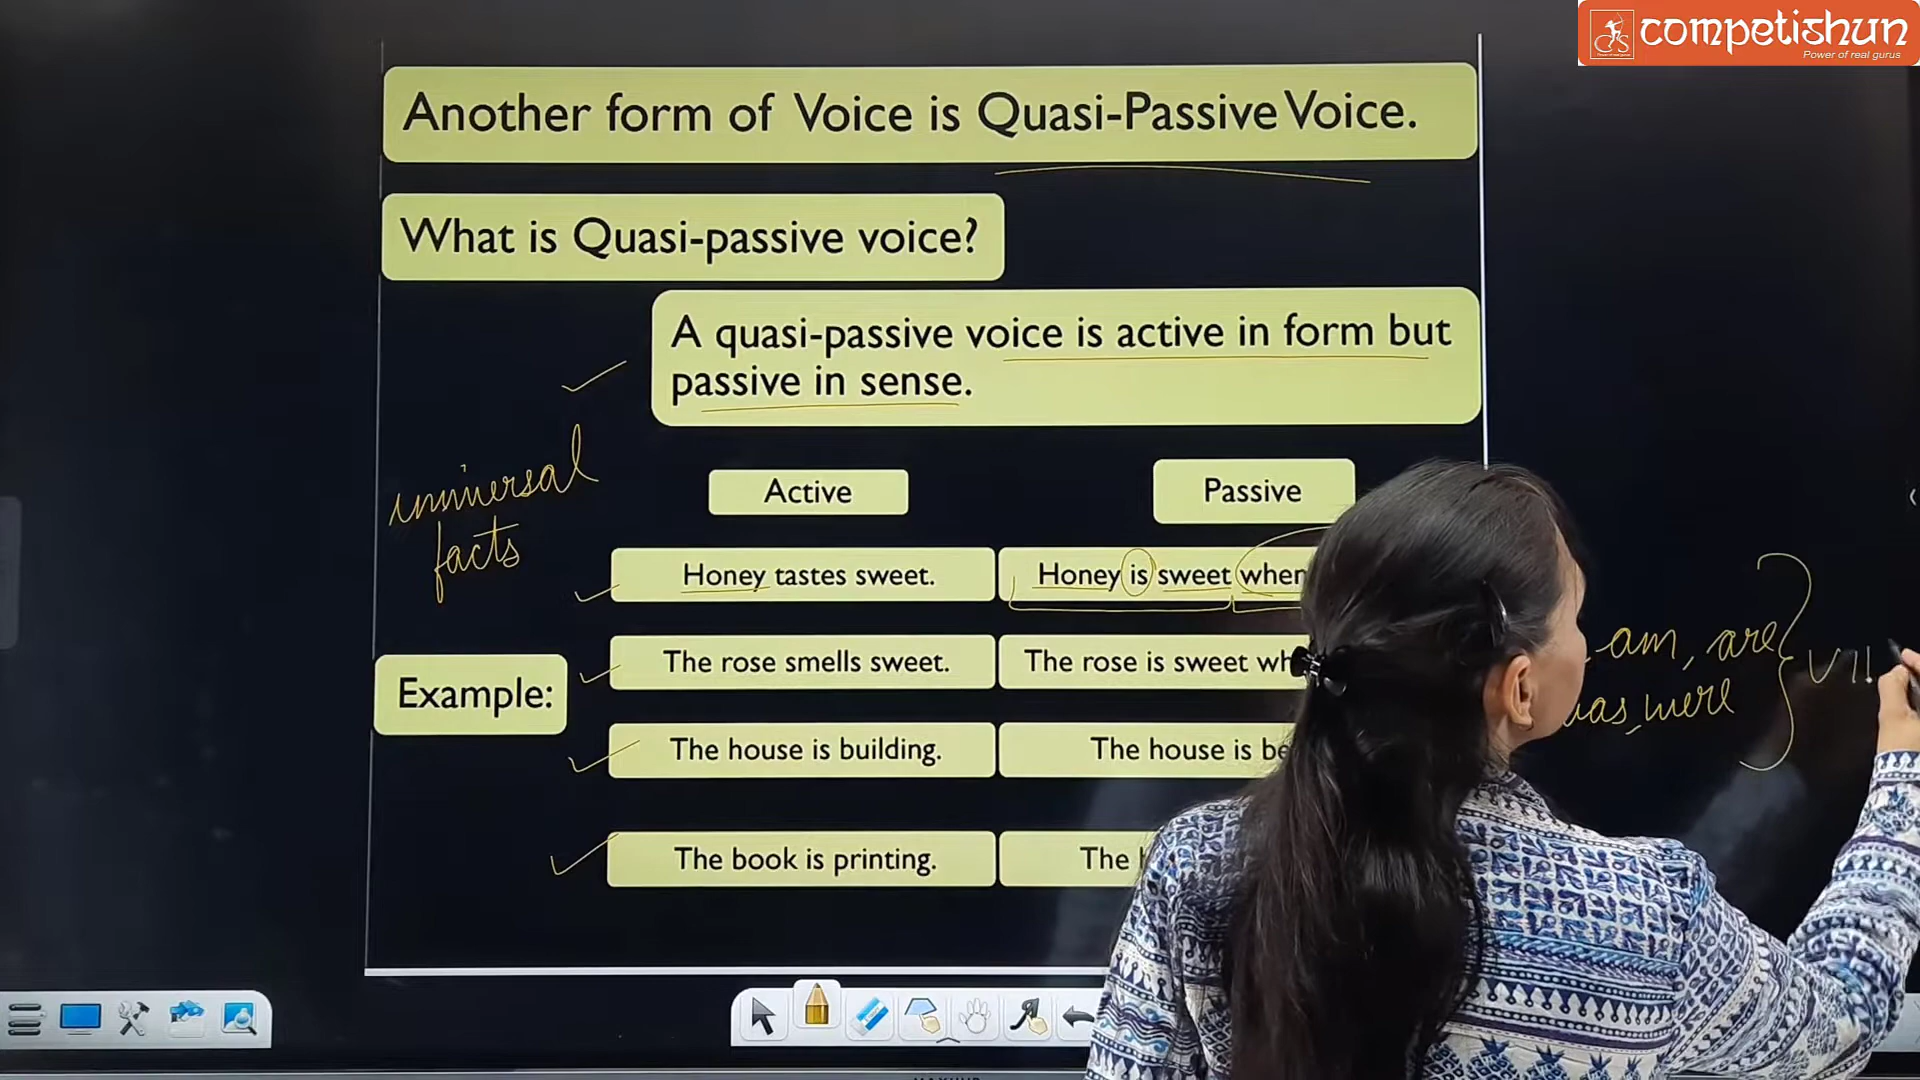 competishun
Power of real gurus
Another form of Voice is Quasi-Passive Voice.
What is Quasi-passive voice?
A quasi-passive voice is active in form but
passive in sense.
universal
facts
Active
Passive
Honey tastes sweet.
Honey is sweet when
Example:
The rose smells sweet.
The rose is sweet
am, are
was, were
The house is building.
The house is
The book is printing.
The